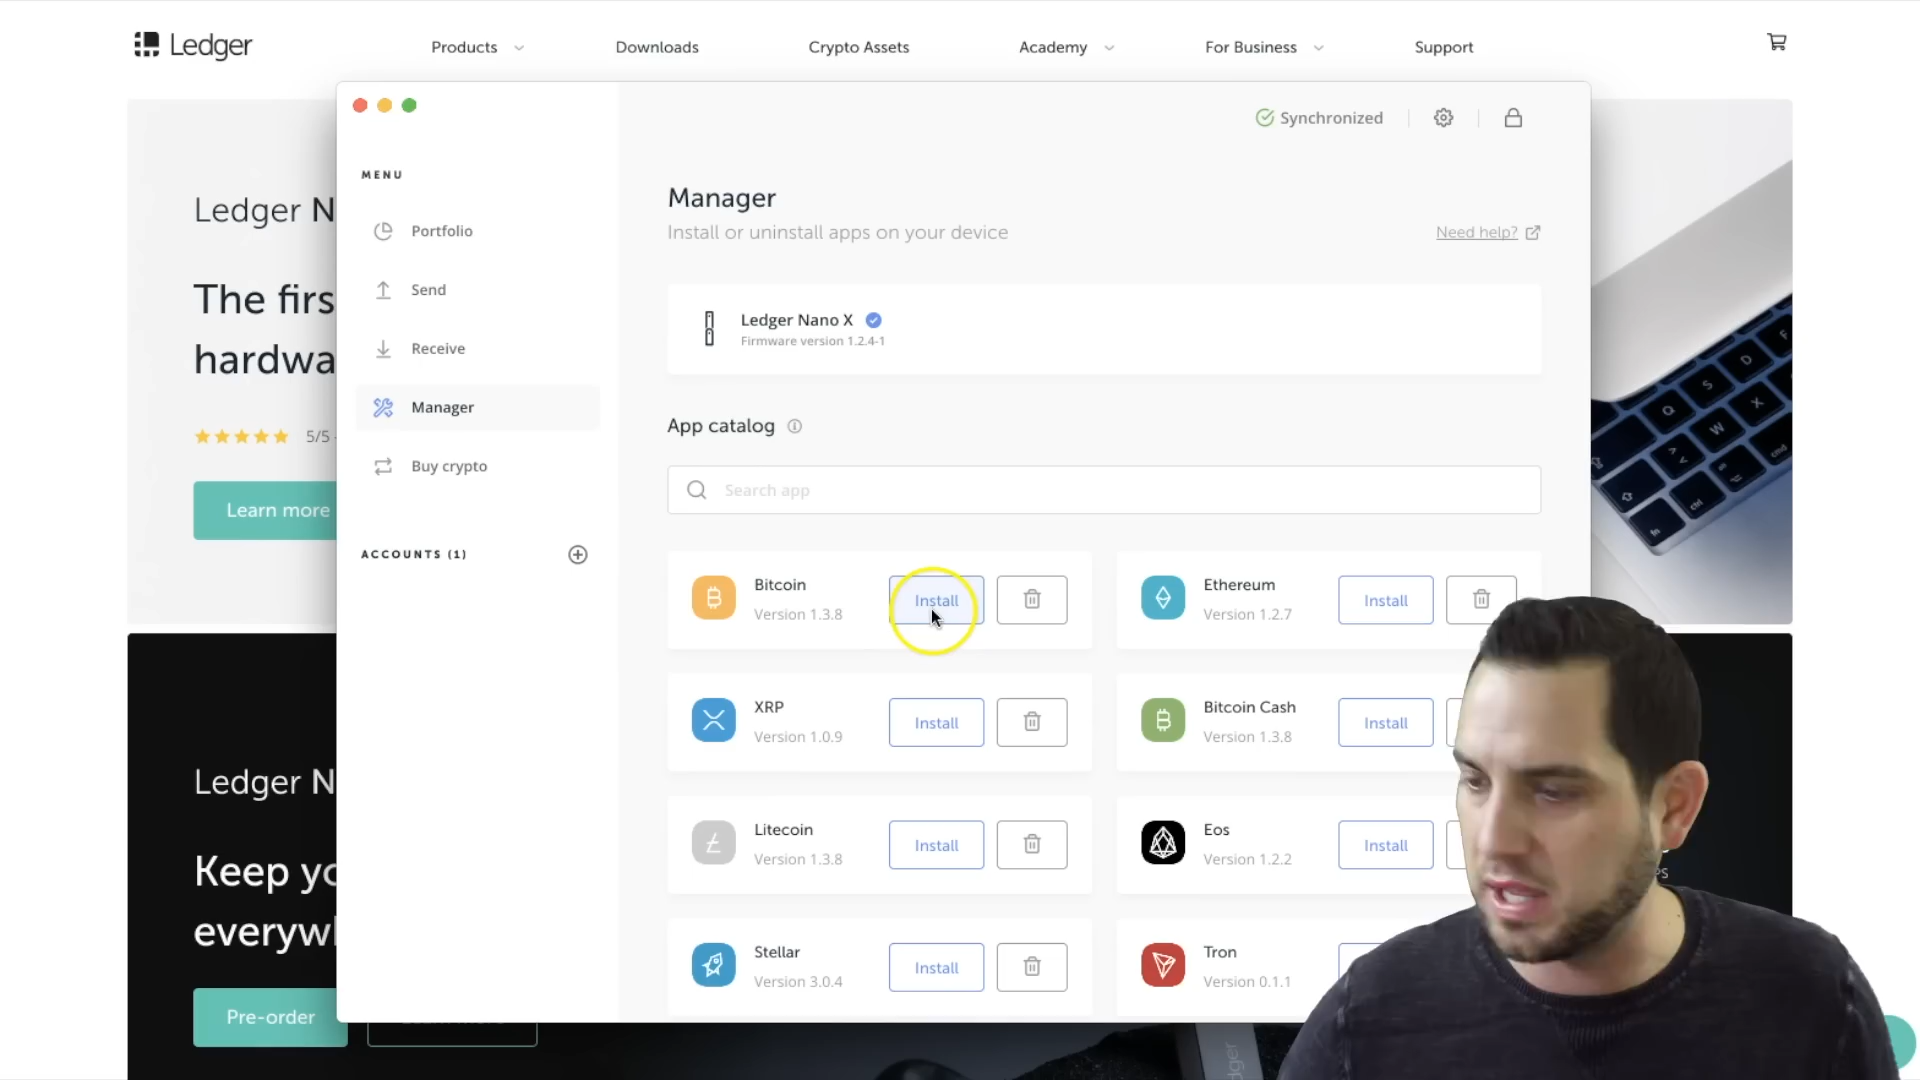 Ledger
Products
Downloads
Crypto Assets
Academy
For Business
Support
Synchronized
MENU
Portfolio
Send
Receive
Manager
Buy crypto
ACCOUNTS (1)
Manager
Install or uninstall apps on your device
Need help?
Ledger Nano X
Firmware version 1.2.4-1
App catalog
Search app
Bitcoin
Version 1.3.8
Install
Ethereum
Version 1.2.7
Install
XRP
Version 1.0.9
Install
Bitcoin Cash
Version 1.3.8
Install
Litecoin
Version 1.3.8
Install
Eos
Version 1.2.2
Install
Stellar
Version 3.0.4
Install
Tron
Version 0.1.1
Ledger N
The firs
hardwa
5/5
Learn more
Ledger N
Keep yo
everywh
Pre-order